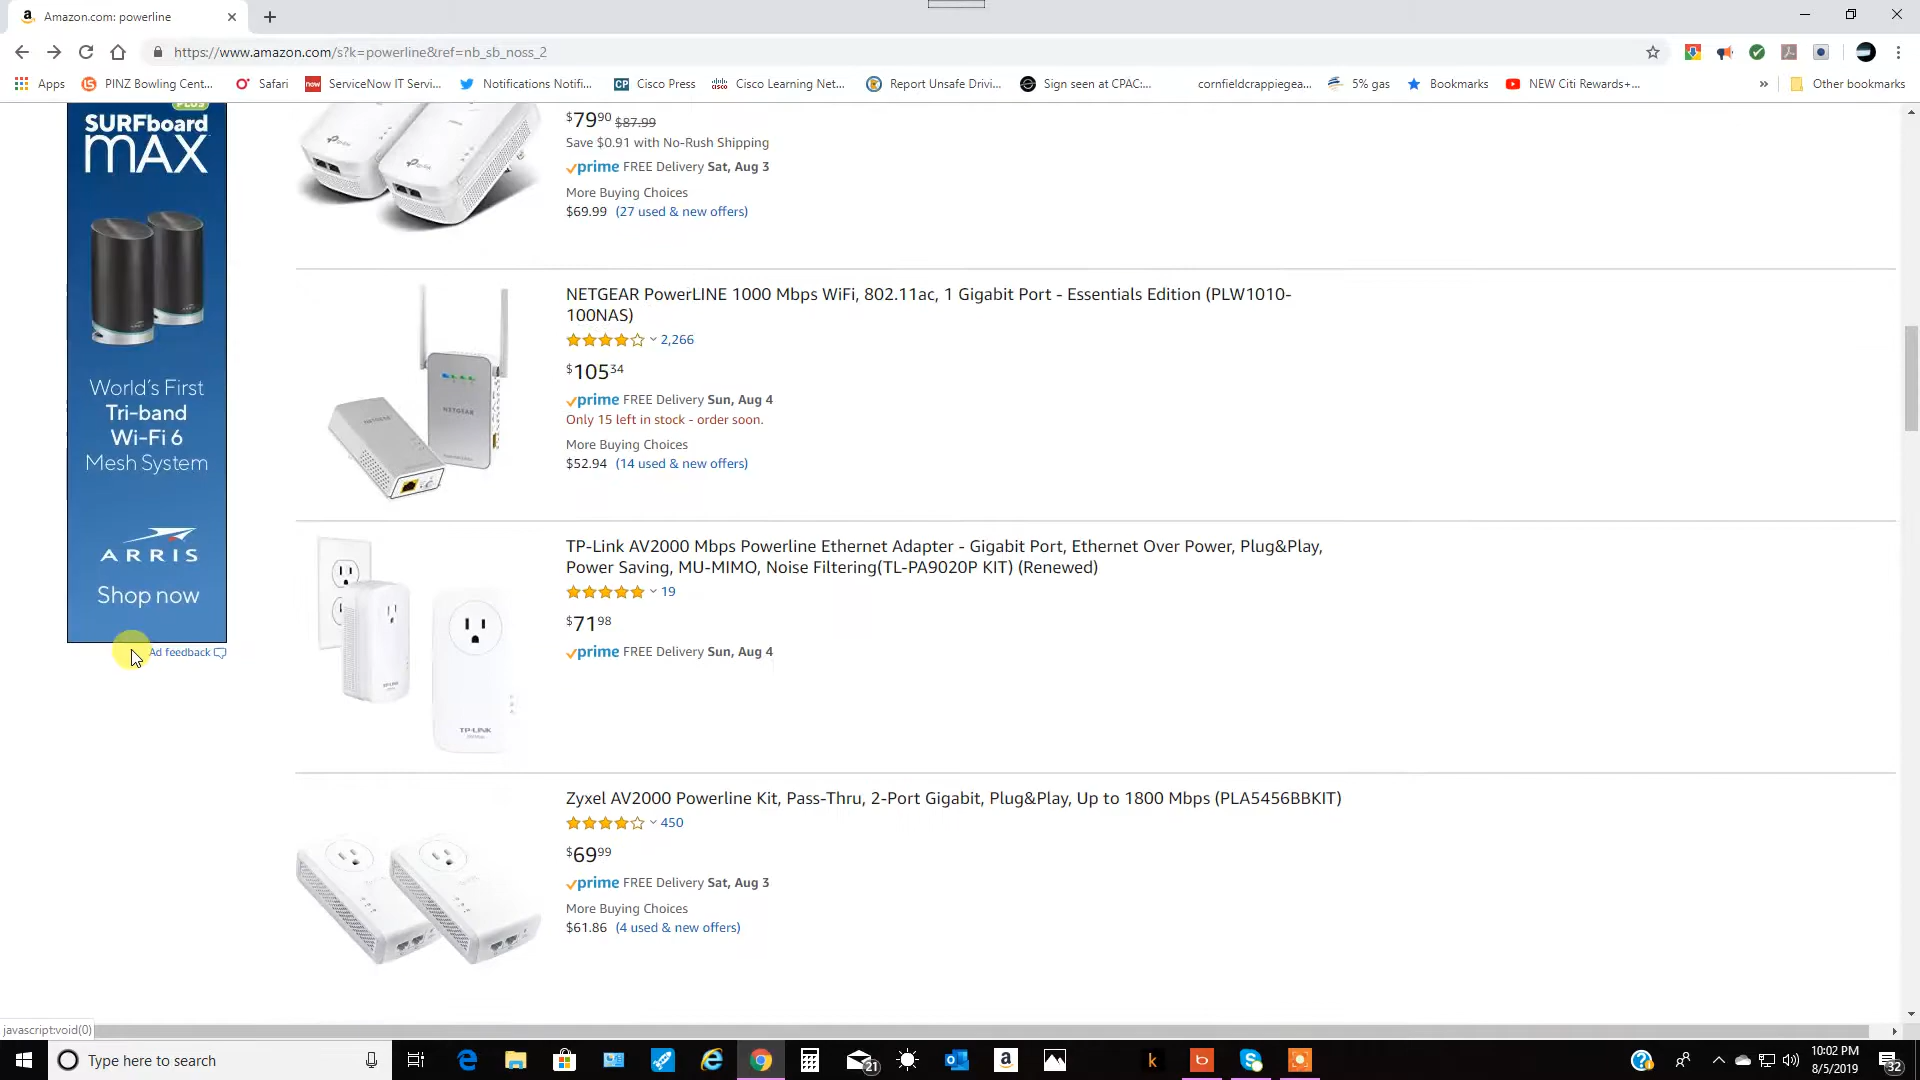 Amazon.com: powerline
https://www.amazon.com/s?k=powerline&ref=nb_sb_noss_2
Apps
PINZ Bowling Cent...
Safari
now
ServiceNow IT Servi...
Notifications Notifi...
CP
Cisco Press
Cisco Learning Net...
Report Unsafe Drivi...
Sign seen at CPAC:...
cornfieldcrappiegea...
5% gas
Bookmarks
NEW Citi Rewards+...
»
Other bookmarks
PLUS
SURFboard
mAX
World's First
Tri-band
Wi-Fi 6
Mesh System
ARRIS
Shop now
Ad feedback
$79.90 $87.99
Save $0.91 with No-Rush Shipping
prime FREE Delivery Sat, Aug 3
More Buying Choices
$69.99 (27 used & new offers)
NETGEAR PowerLINE 1000 Mbps WiFi, 802.11ac, 1 Gigabit Port - Essentials Edition (PLW1010-
100NAS)
2,266
$105.34
prime FREE Delivery Sun, Aug 4
Only 15 left in stock - order soon.
More Buying Choices
$52.94 (14 used & new offers)
NETGEAR
TP-Link AV2000 Mbps Powerline Ethernet Adapter - Gigabit Port, Ethernet Over Power, Plug&Play,
Power Saving, MU-MIMO, Noise Filtering(TL-PA9020P KIT) (Renewed)
19
$71.98
prime FREE Delivery Sun, Aug 4
TP-LINK
Zyxel AV2000 Powerline Kit, Pass-Thru, 2-Port Gigabit, Plug&Play, Up to 1800 Mbps (PLA5456BBKIT)
450
$69.99
prime FREE Delivery Sat, Aug 3
More Buying Choices
$61.86 (4 used & new offers)
javascript:void(0)
Type here to search
21
10:02 PM
8/5/2019
32